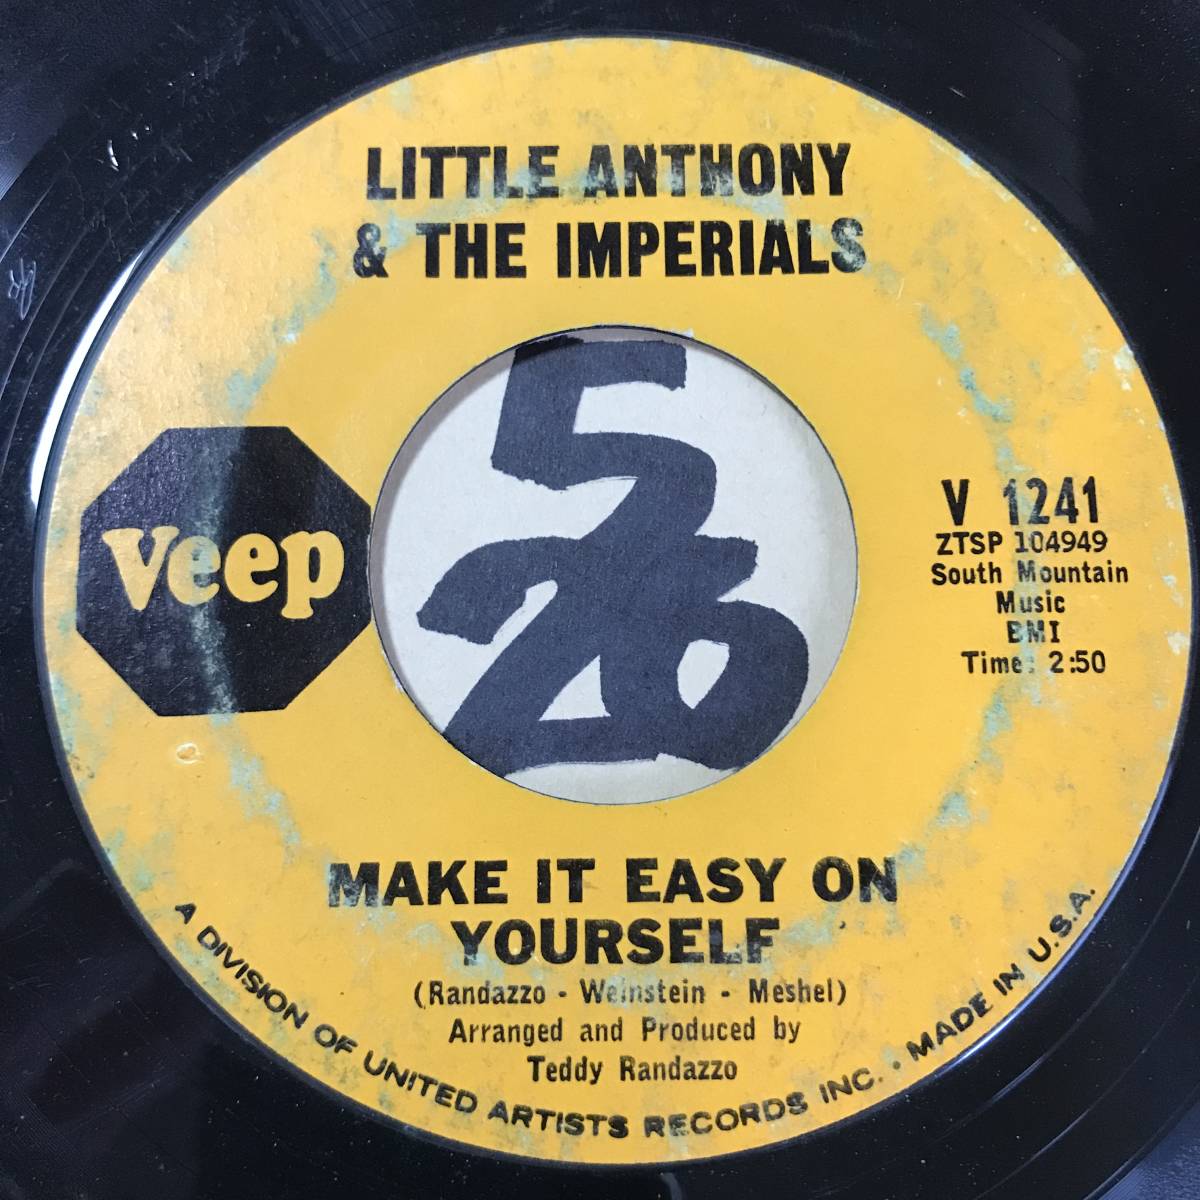 LITTLE ANTHONY
& THE IMPERIALS
Veep
5
26
V 1241
ZTSP 104949
South Mountain
Music
BMI
Time: 2:50
MAKE IT EASY ON
YOURSELF
(Randazzo - Weinstein - Meshel)
Arranged and Produced by
Teddy Randazzo
A DIVISION OF UNITED ARTISTS RECORDS INC. • MADE IN U.S.A.